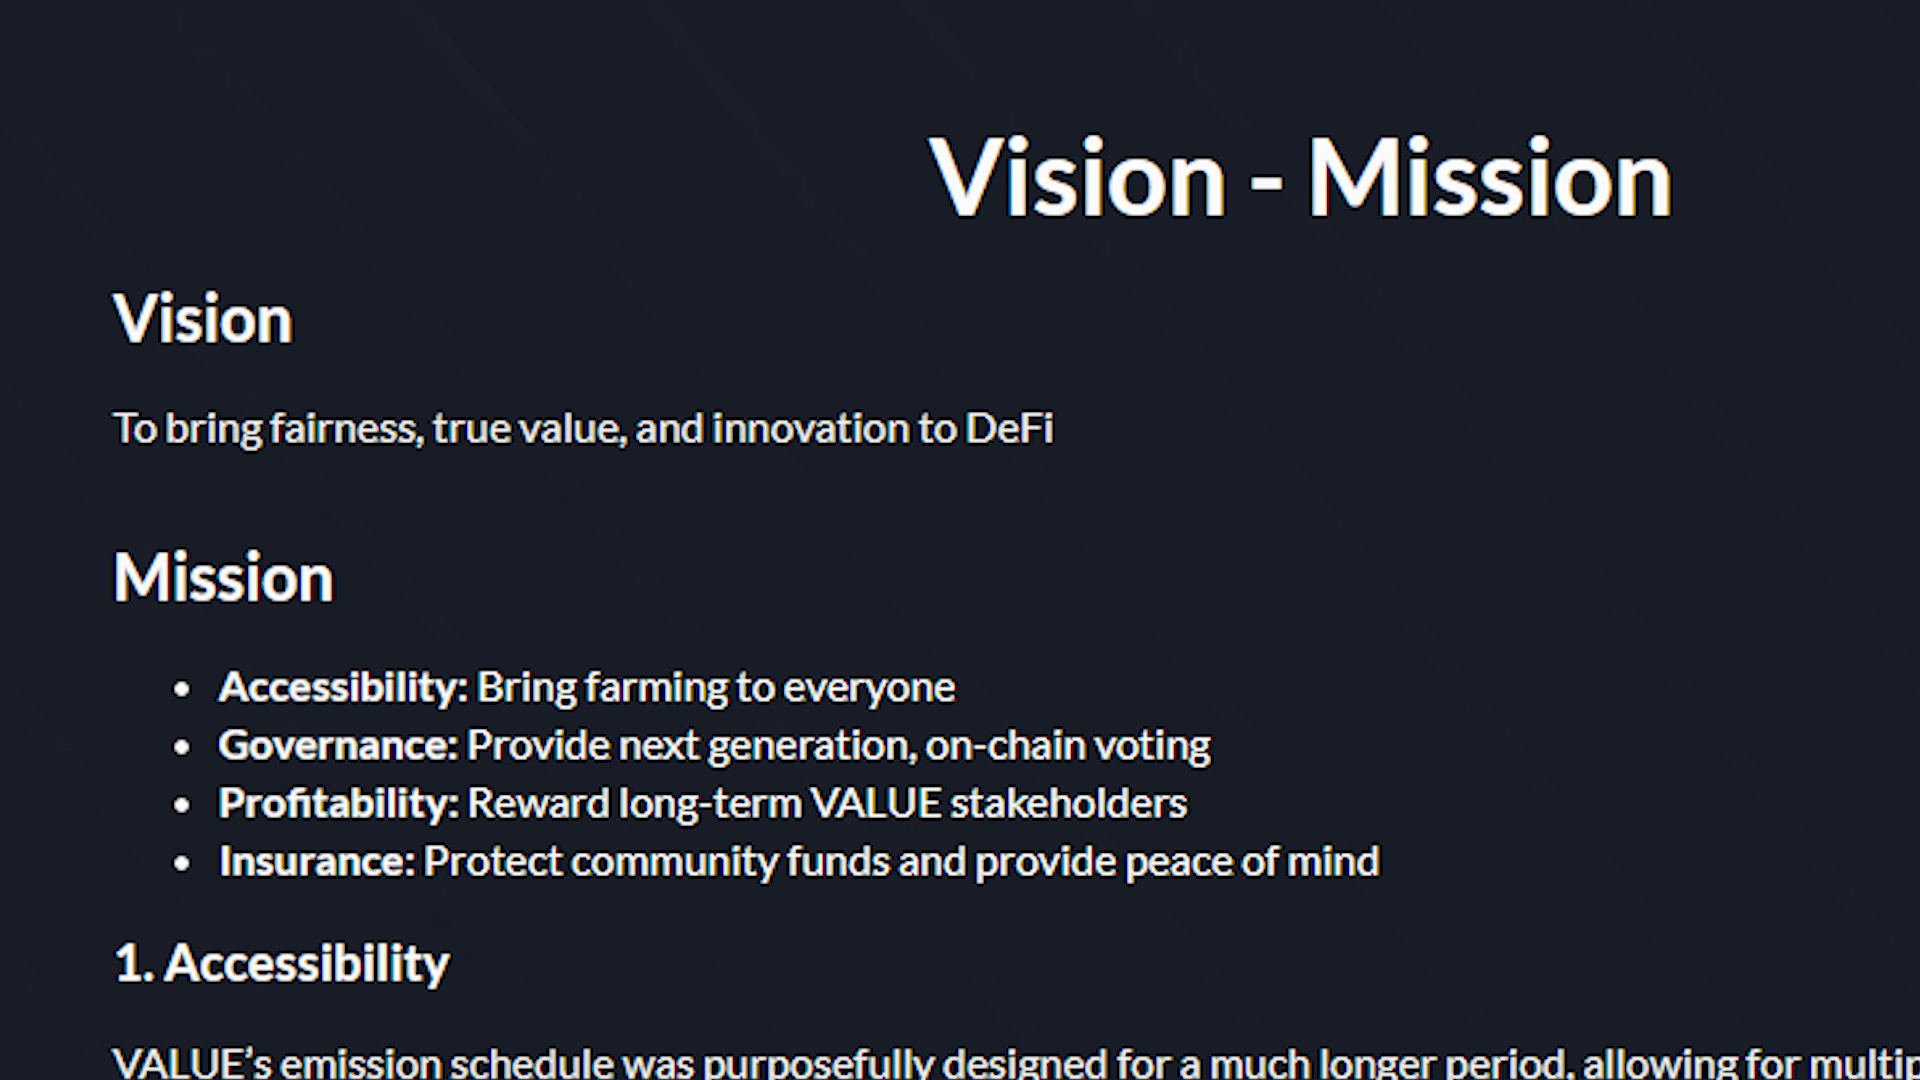 Vision - Mission
Vision
To bring fairness, true value, and innovation to DeFi
Mission
• Accessibility: Bring farming to everyone
• Governance: Provide next generation, on-chain voting
• Profitability: Reward long-term VALUE stakeholders
• Insurance: Protect community funds and provide peace of mind
1. Accessibility
VALUE’s emission schedule was purposefully designed for a much longer period, allowing for